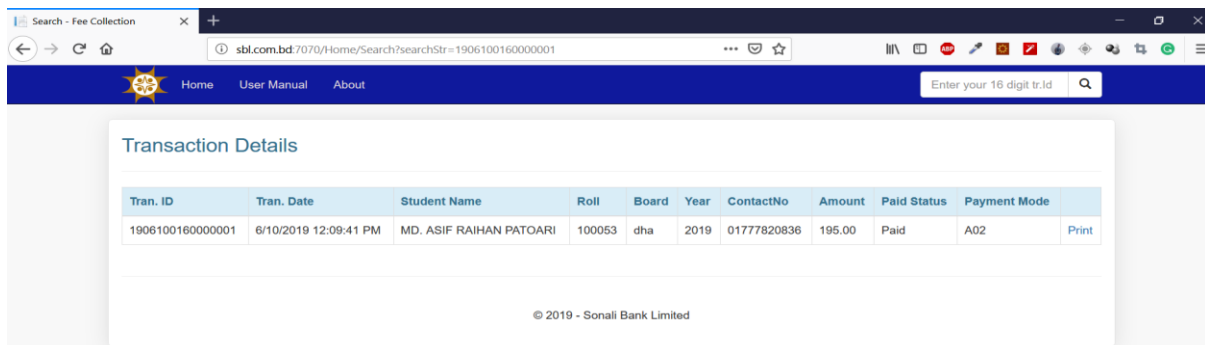 Search - Fee Collection
sbl.com.bd:7070/Home/Search?searchStr=1906100160000001
ABP
Home User Manual About Enter your 16 digit tr.Id
Transaction Details
Tran. ID Tran. Date Student Name Roll Board Year ContactNo Amount Paid Status Payment Mode
1906100160000001 6/10/2019 12:09:41 PM MD. ASIF RAIHAN PATOARI 100053 dha 2019 01777820836 195.00 Paid A02 Print
© 2019 - Sonali Bank Limited